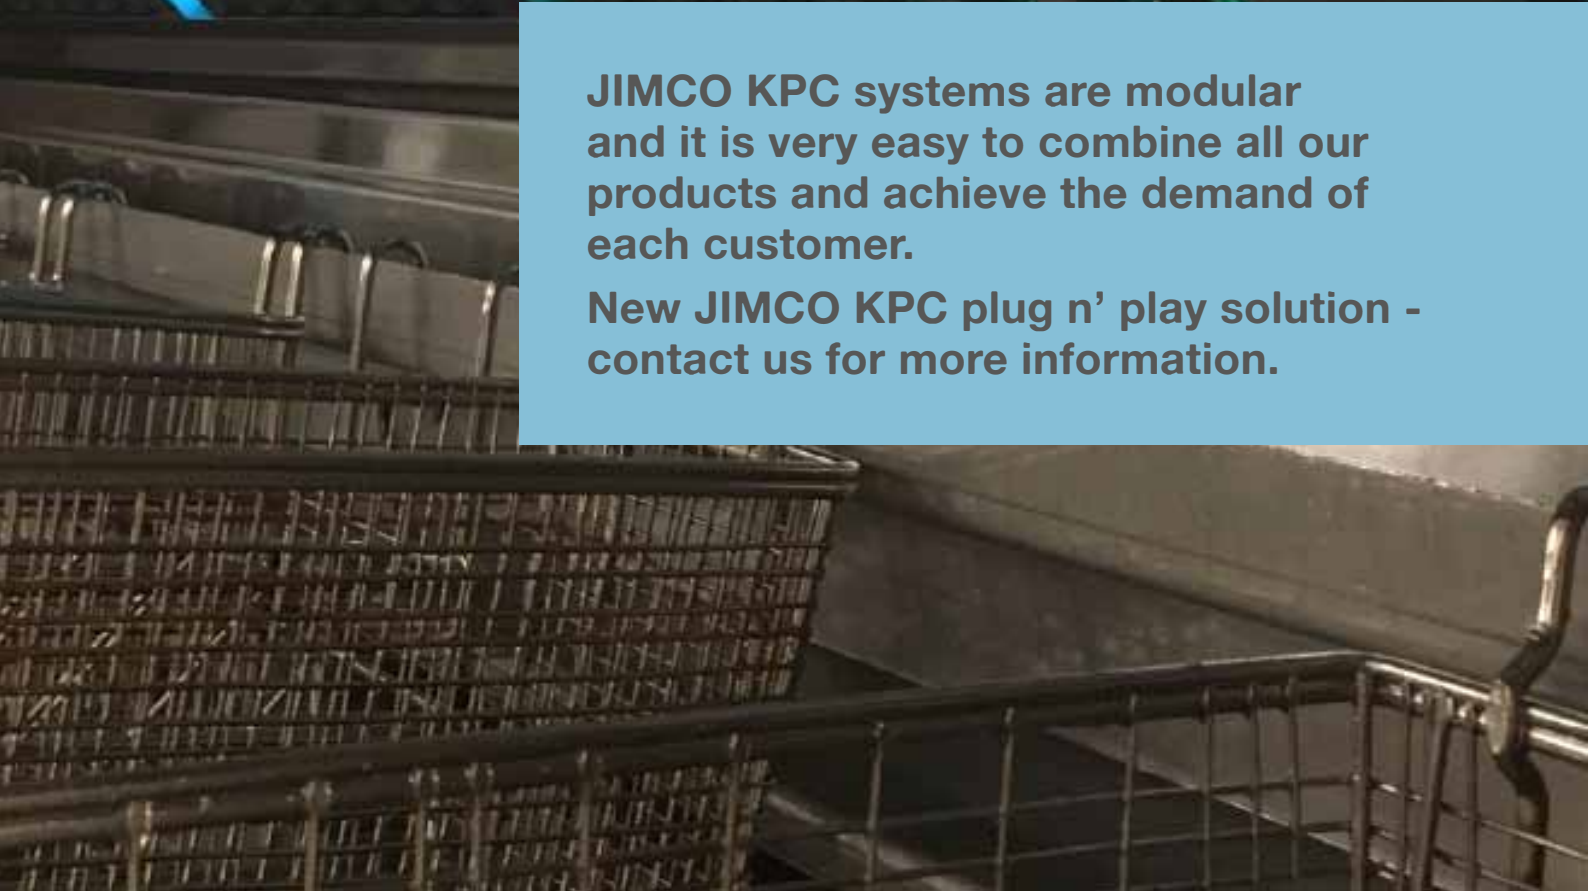 JIMCO KPC systems are modular
and it is very easy to combine all our
products and achieve the demand of
each customer.
New JIMCO KPC plug n’ play solution -
contact us for more information.